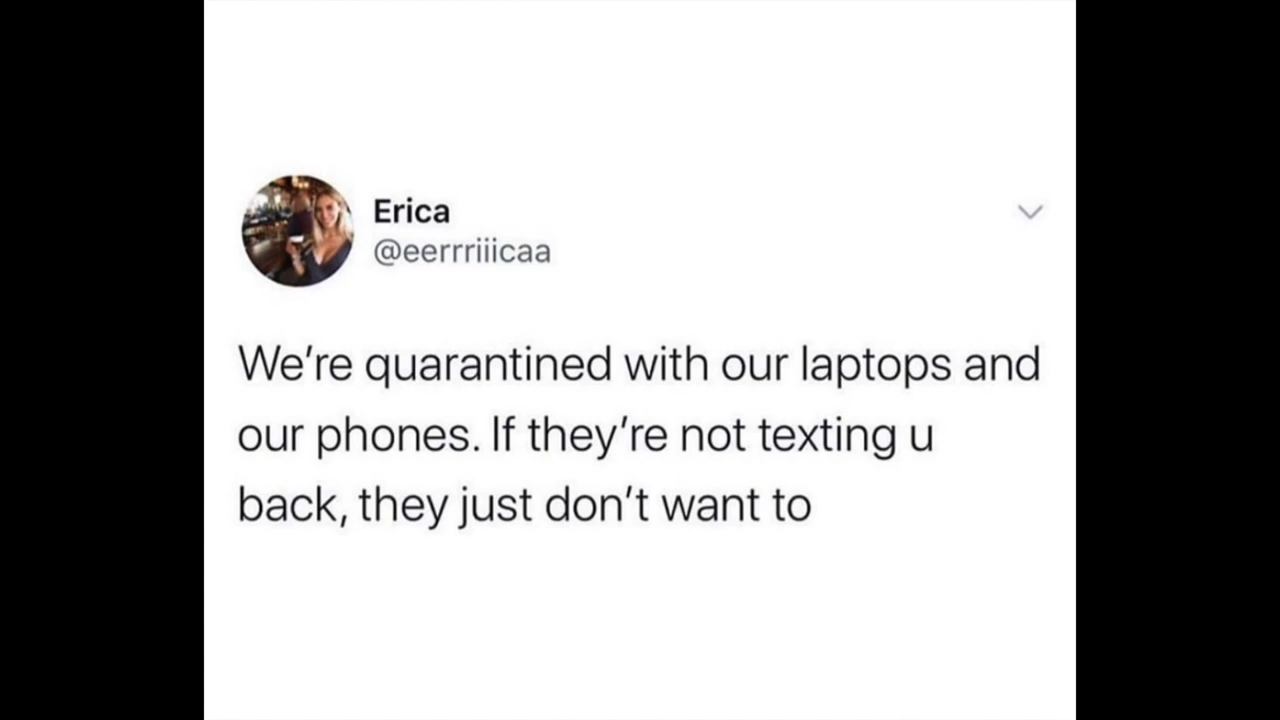 Erica
@eerrriiicaa
We’re quarantined with our laptops and
our phones. If they’re not texting u
back, they just don’t want to